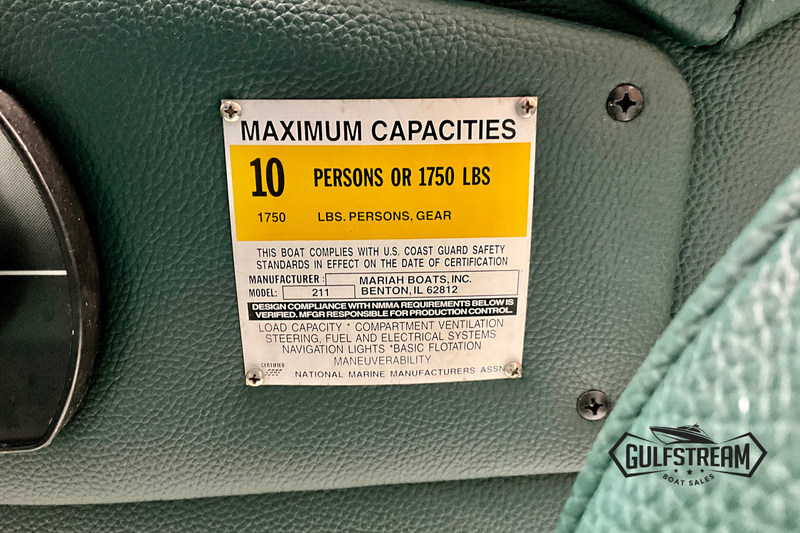 MAXIMUM CAPACITIES
10 PERSONS OR 1750 LBS
1750 LBS. PERSONS, GEAR
THIS BOAT COMPLIES WITH U.S. COAST GUARD SAFETY
STANDARDS IN EFFECT ON THE DATE OF CERTIFICATION
MANUFACTURER: MARIAH BOATS, INC.
MODEL: 211 BENTON, IL 62812
DESIGN COMPLIANCE WITH NMMA REQUIREMENTS BELOW IS
VERIFIED. MFGR RESPONSIBLE FOR PRODUCTION CONTROL.
LOAD CAPACITY * COMPARTMENT VENTILATION
STEERING, FUEL AND ELECTRICAL SYSTEMS
NAVIGATION LIGHTS *BASIC FLOTATION
MANEUVERABILITY
CERTIFIED
NATIONAL MARINE MANUFACTURERS ASSN
GULFSTREAM
BOAT SALES